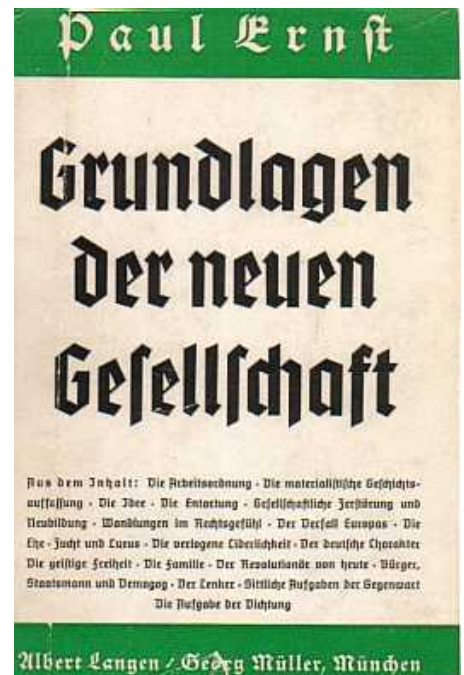 Paul Ernst
Grundlagen
der neuen
Gesellschaft
Aus dem Inhalt: Die Arbeitsordnung · Die materialistische Geschichts-
auffassung · Die Idee · Die Entartung · Gesellschaftliche Zerstörung und
Neubildung · Wandlungen im Rechtsgefühl · Der Verfall Europas · Die
Ehe · Zucht und Luxus · Die verlogene Liberlichkeit · Der deutsche Charakter
Die geistige Freiheit · Die Familie · Der Revolutionär von heute · Bürger,
Staatsmann und Demagog · Der Lenker · Sittliche Aufgaben der Gegenwart
Die Aufgabe der Dichtung
Albert Langen / Georg Müller, München